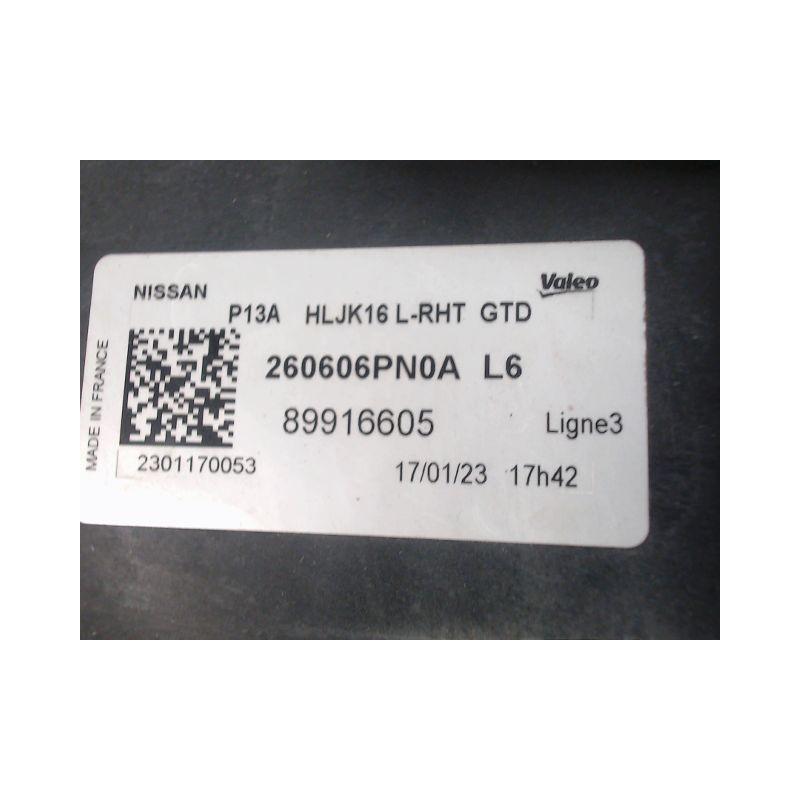 NISSAN
Valeo
P13A HLJK16 L-RHT GTD
260606PN0A L6
89916605
Ligne3
MADE IN FRANCE
2301170053
17/01/23 17h42